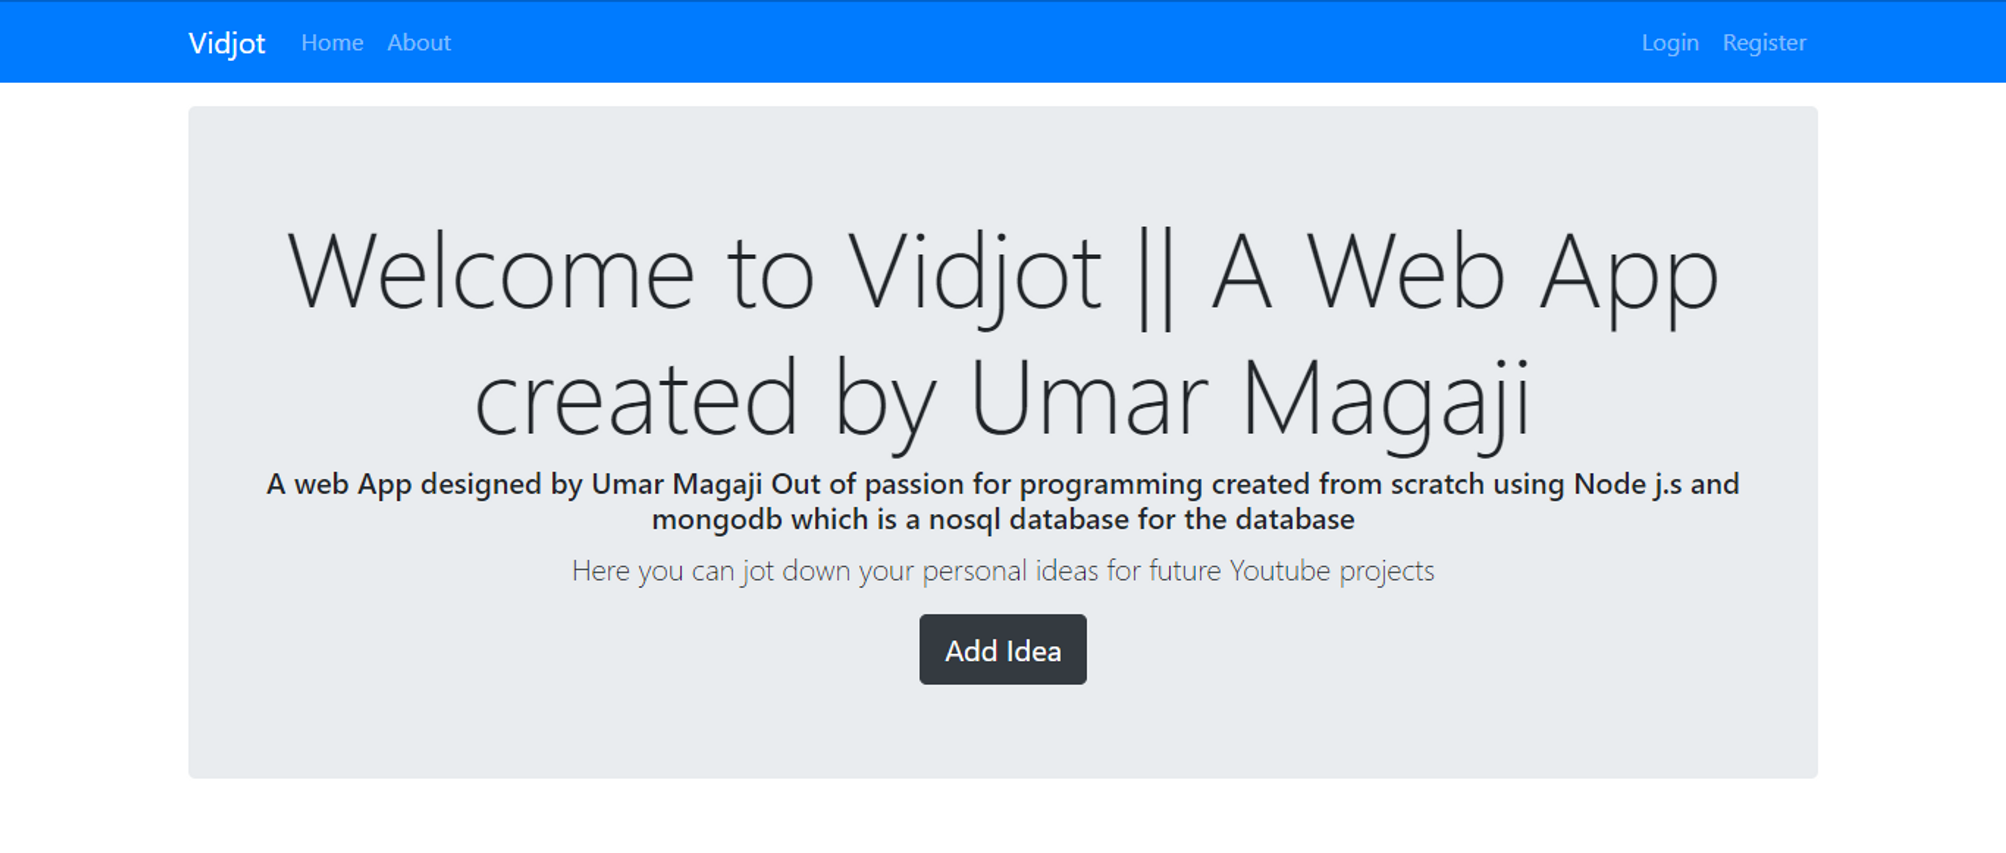 Vidjot Home About Login Register
Welcome to Vidjot || A Web App
created by Umar Magaji
A web App designed by Umar Magaji Out of passion for programming created from scratch using Node j.s and
mongodb which is a nosql database for the database
Here you can jot down your personal ideas for future Youtube projects
Add Idea